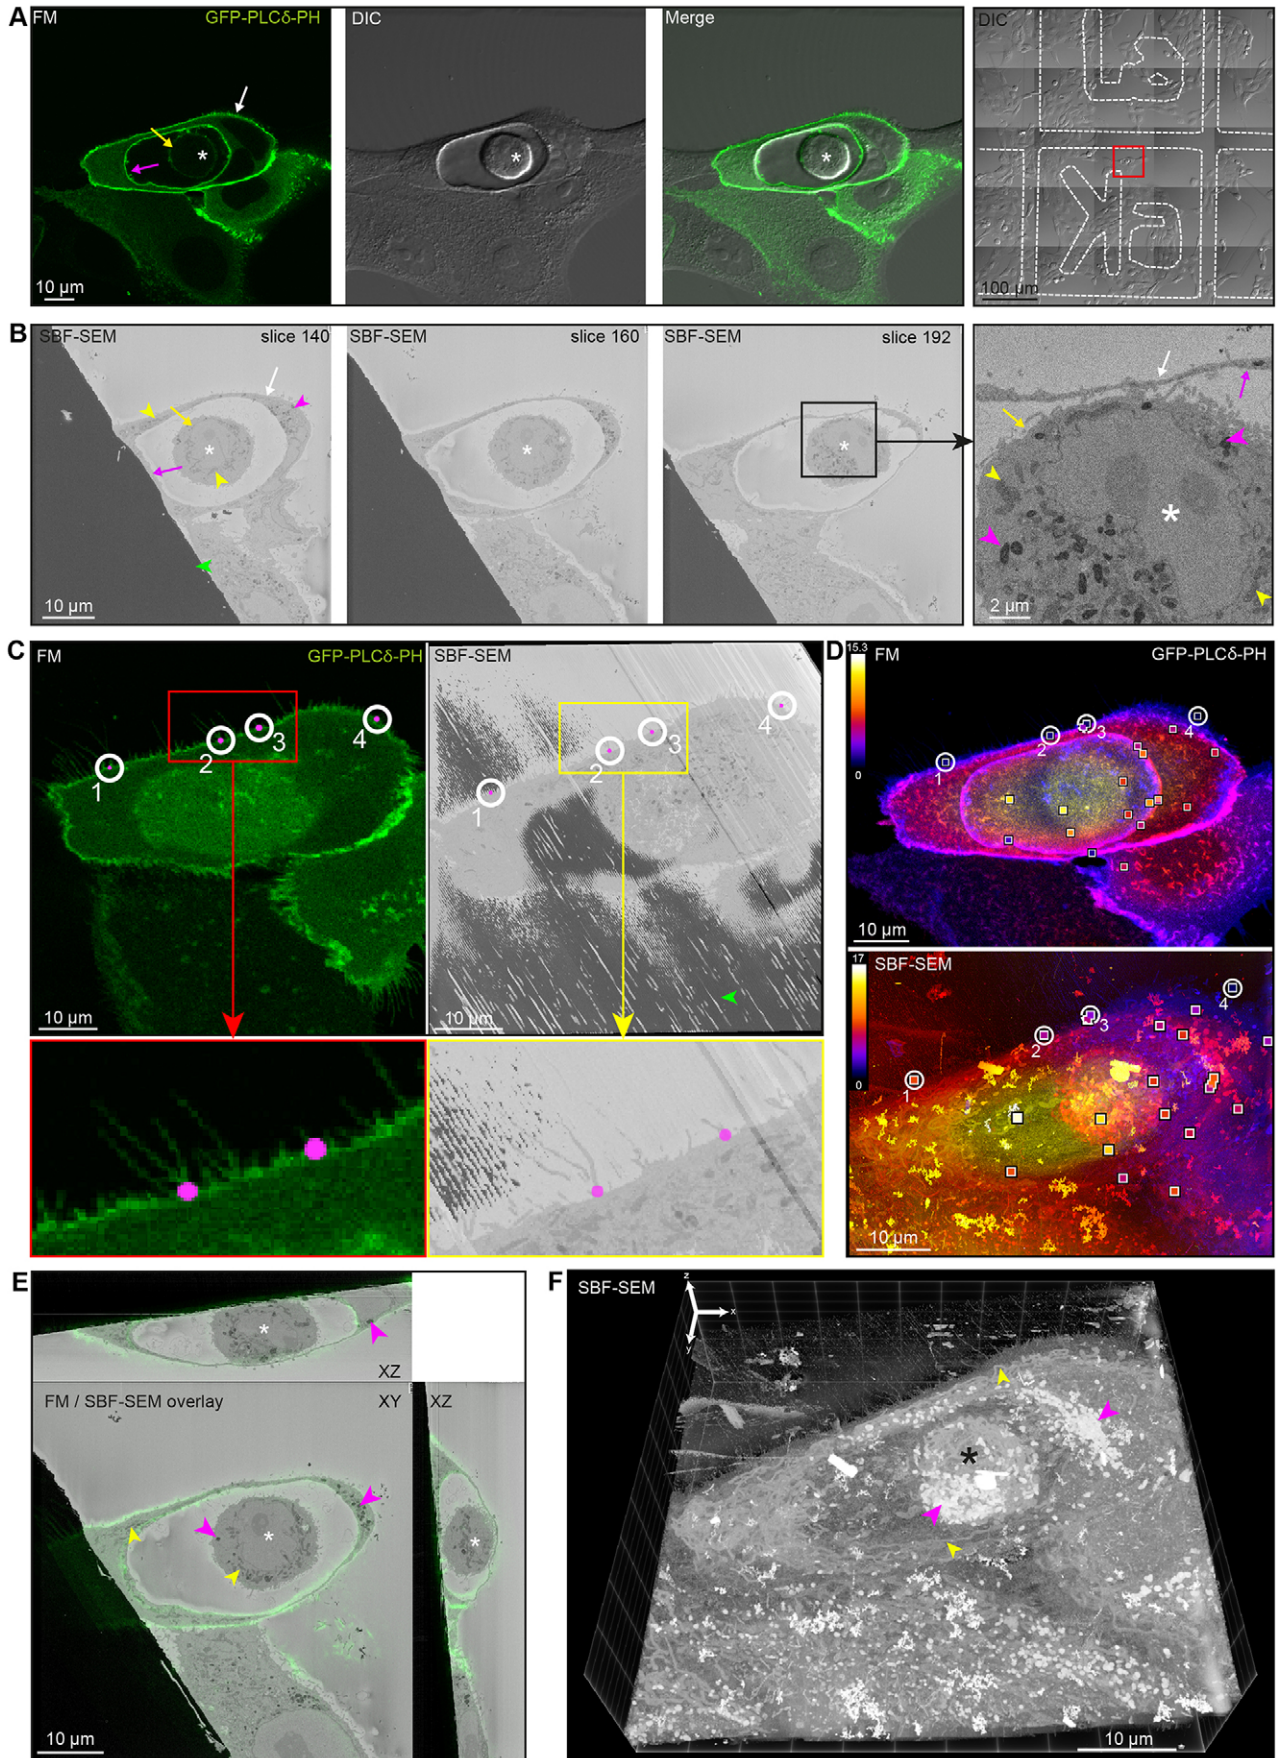 A
FM
GFP-PLCδ-PH
DIC
Merge
DIC
10 µm
100 µm
B
SBF-SEM
slice 140
SBF-SEM
slice 160
SBF-SEM
slice 192
10 µm
2 µm
C
FM
GFP-PLCδ-PH
1
2
3
4
10 µm
SBF-SEM
1
2
3
4
10 µm
D
15.3
0
FM
GFP-PLCδ-PH
1
2
3
4
10 µm
17
0
SBF-SEM
1
2
3
4
10 µm
E
XZ
FM / SBF-SEM overlay
XY
XZ
10 µm
F
SBF-SEM
z
x
y
10 µm